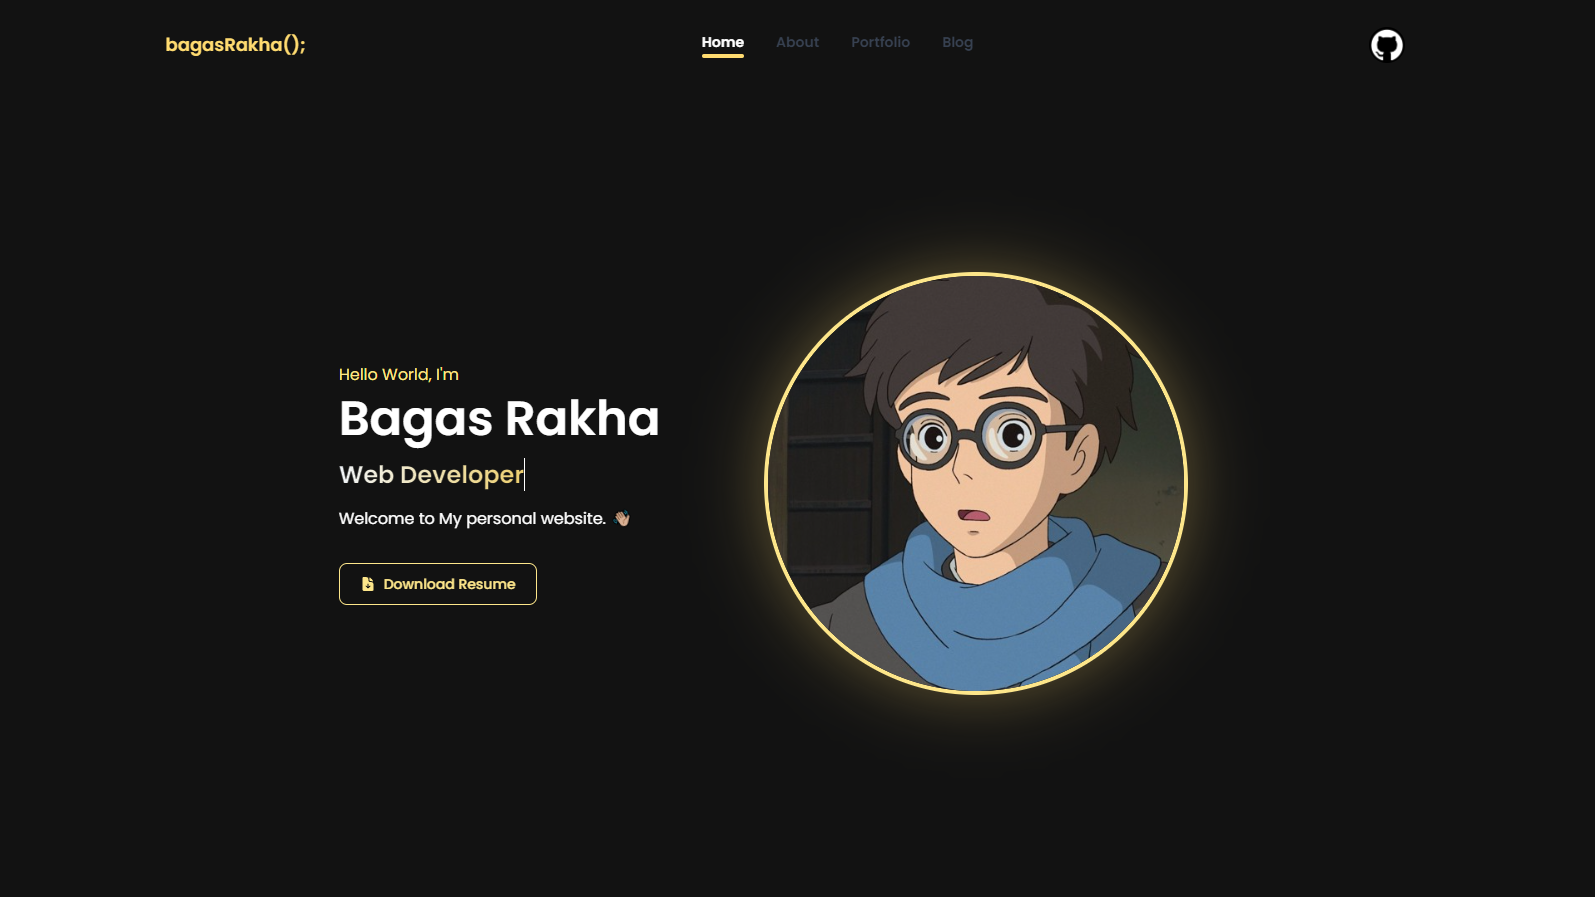 bagasRakha();
Home About Portfolio Blog
Hello World, I'm
Bagas Rakha
Web Developer
Welcome to My personal website. 👋🏽
Download Resume